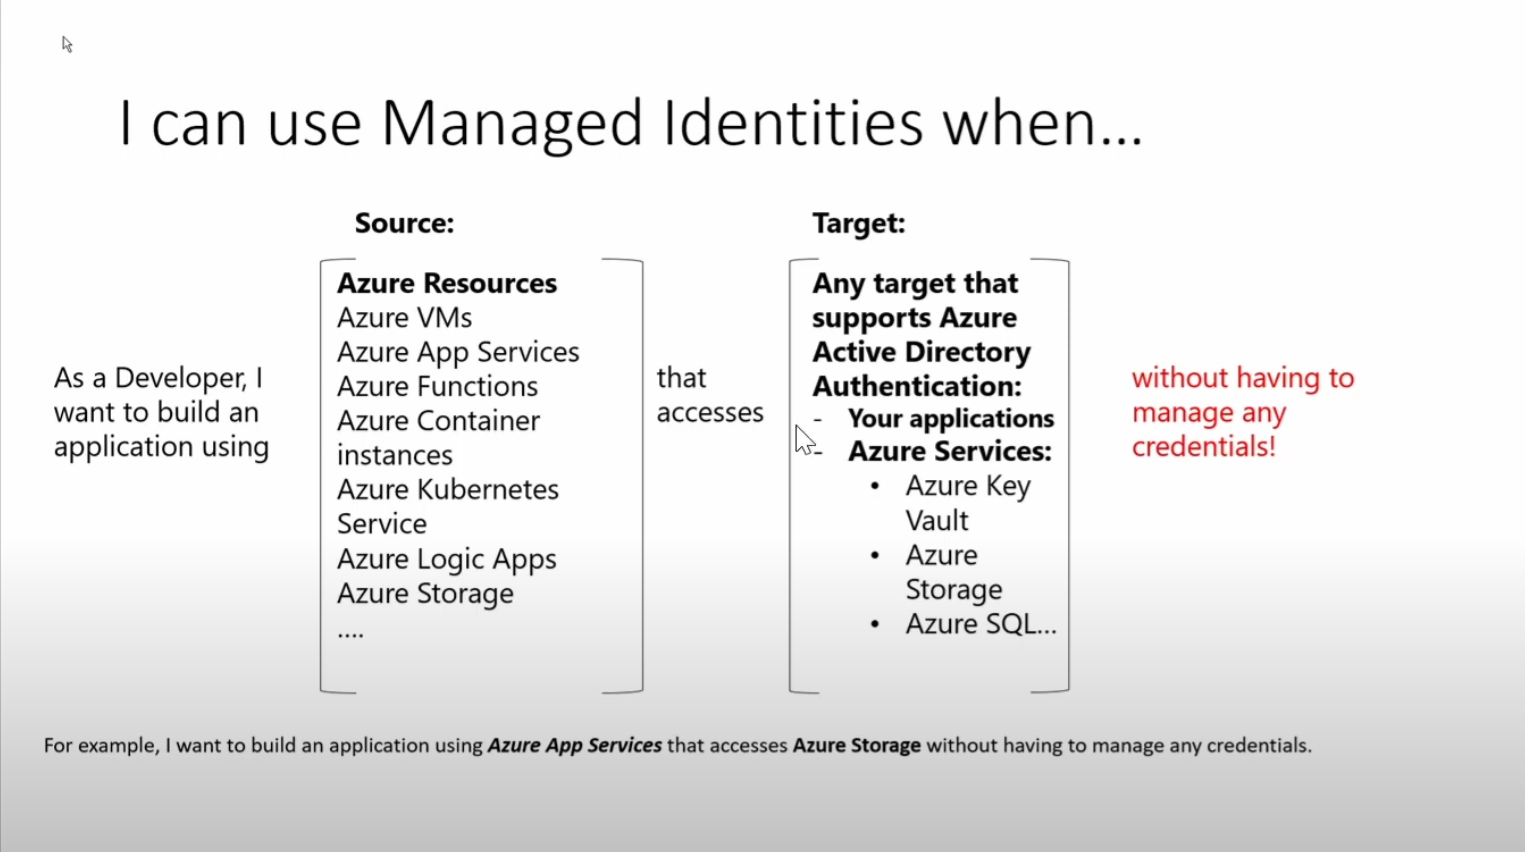 I can use Managed Identities when...
Source:
Azure Resources
Azure VMs
Azure App Services
Azure Functions
Azure Container
instances
Azure Kubernetes
Service
Azure Logic Apps
Azure Storage
....
Target:
Any target that
supports Azure
Active Directory
Authentication:
- Your applications
- Azure Services:
• Azure Key
Vault
• Azure
Storage
• Azure SQL...
As a Developer, I
want to build an
application using
that
accesses
without having to
manage any
credentials!
For example, I want to build an application using Azure App Services that accesses Azure Storage without having to manage any credentials.